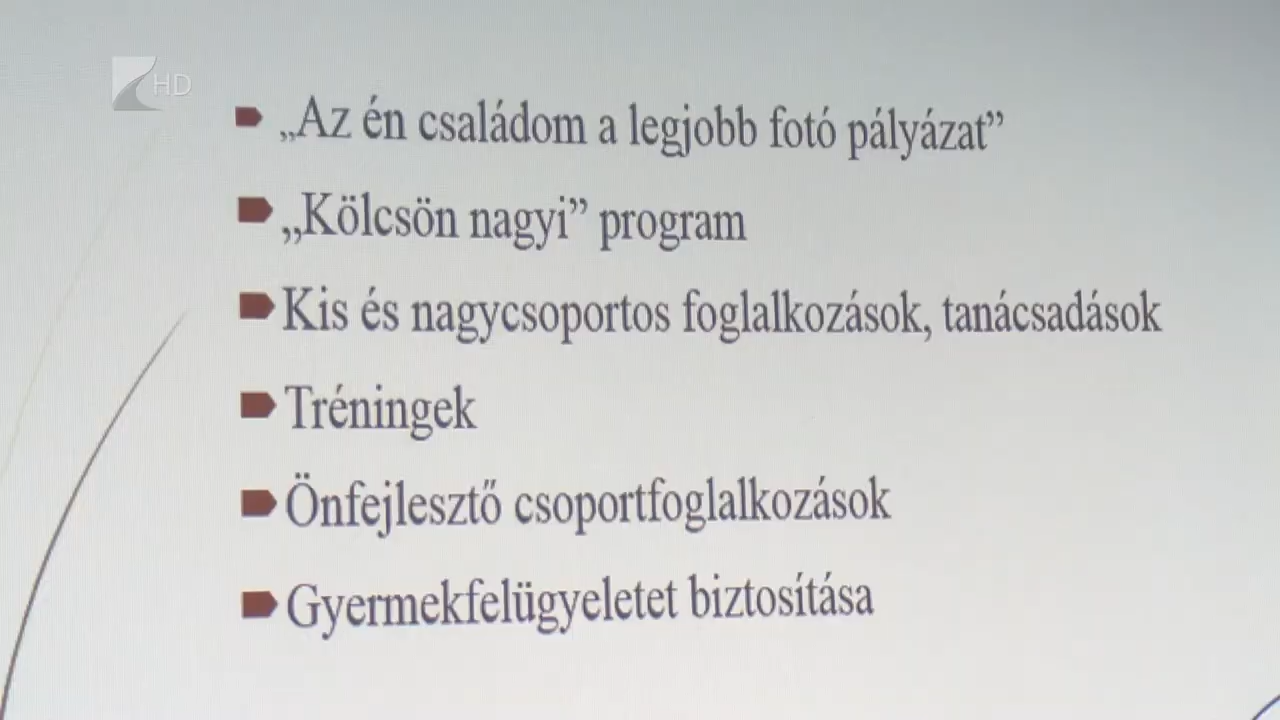 HD
„Az én családom a legjobb fotó pályázat”
„Kölcsön nagyi” program
Kis és nagycsoportos foglalkozások, tanácsadások
Tréningek
Önfejlesztő csoportfoglalkozások
Gyermekfelügyeletet biztosítása